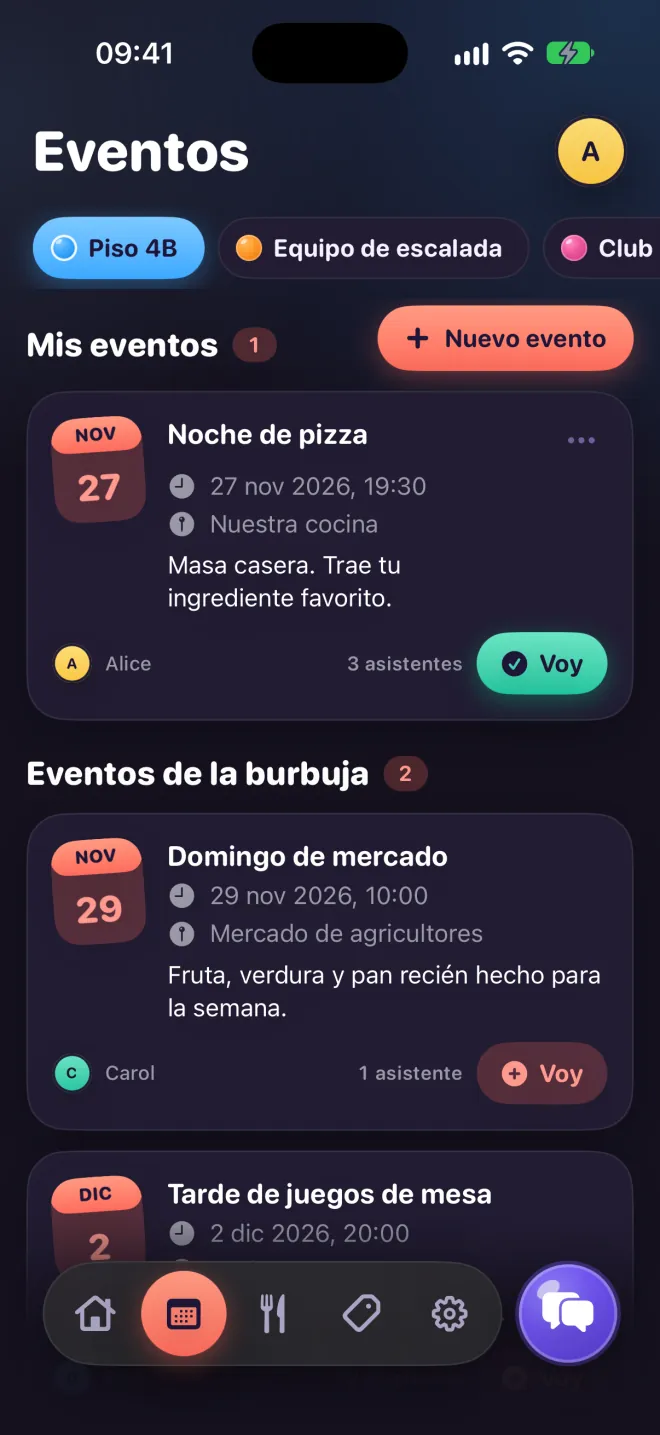 09:41
Eventos
A
Piso 4B
Equipo de escalada
Club
Mis eventos
1
Nuevo evento
NOV
27
Noche de pizza
27 nov 2026, 19:30
Nuestra cocina
Masa casera. Trae tu
ingrediente favorito.
A
Alice
3 asistentes
Voy
Eventos de la burbuja
2
NOV
29
Domingo de mercado
29 nov 2026, 10:00
Mercado de agricultores
Fruta, verdura y pan recién hecho para
la semana.
C
Carol
1 asistente
Voy
DIC
2
Tarde de juegos de mesa
2 dic 2026, 20:00